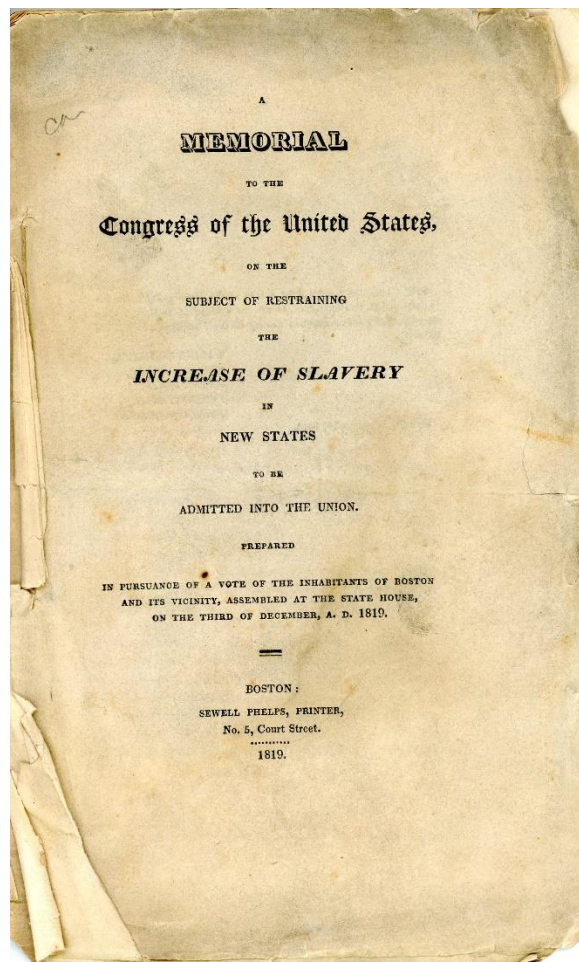 A
MEMORIAL
TO THE
Congress of the United States,
ON THE
SUBJECT OF RESTRAINING
THE
INCREASE OF SLAVERY
IN
NEW STATES
TO BE
ADMITTED INTO THE UNION.
PREPARED
IN PURSUANCE OF A VOTE OF THE INHABITANTS OF BOSTON
AND ITS VICINITY, ASSEMBLED AT THE STATE HOUSE,
ON THE THIRD OF DECEMBER, A. D. 1819.
BOSTON:
SEWELL PHELPS, PRINTER,
No. 5, Court Street.
1819.